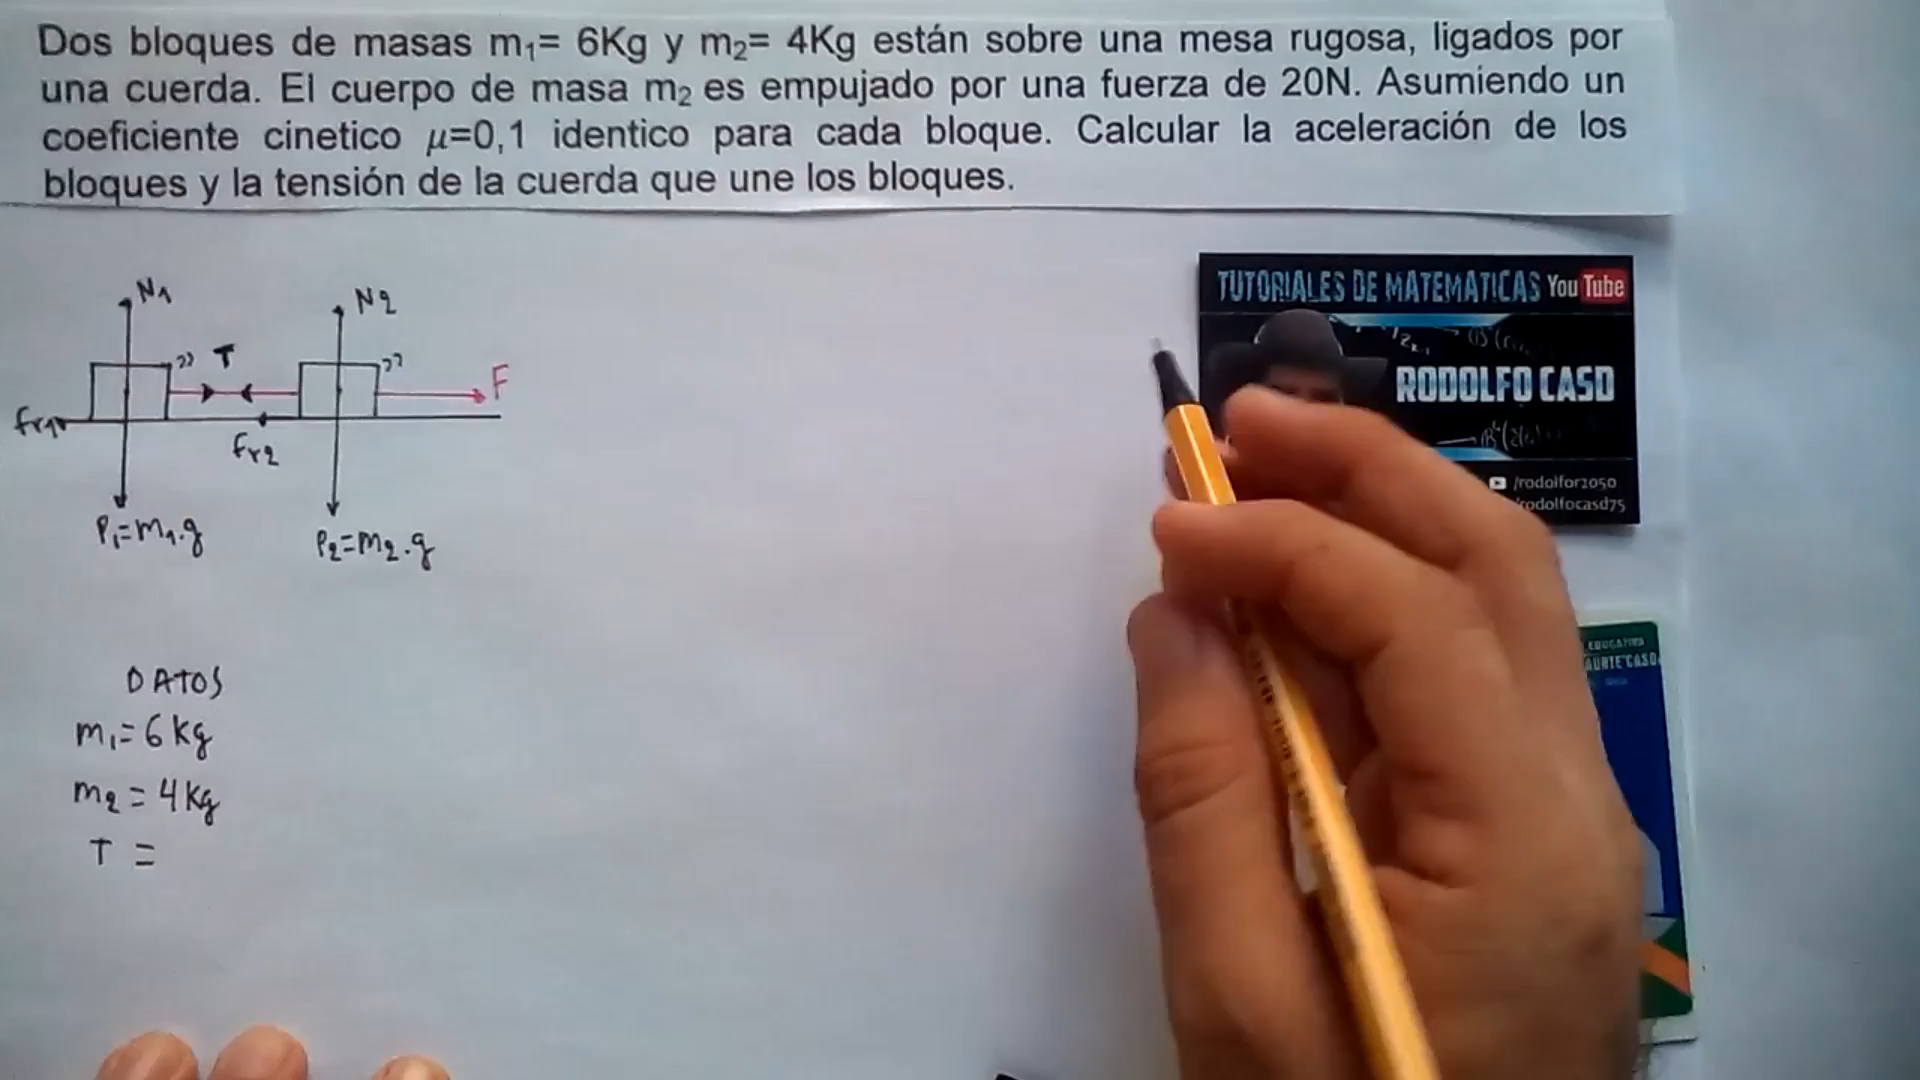 Dos bloques de masas m₁= 6Kg y m₂= 4Kg están sobre una mesa rugosa, ligados por
una cuerda. El cuerpo de masa m₂ es empujado por una fuerza de 20N. Asumiendo un
coeficiente cinetico μ=0,1 identico para cada bloque. Calcular la aceleración de los
bloques y la tensión de la cuerda que une los bloques.
N1
N2
T
F
fr1
fr2
P₁=m1.g
P2=m2.g
DATOS
m₁=6kg
m2=4kg
T =
TUTORIALES DE MATEMATICAS YouTube
RODOLFO CASD
/rodolfor2050
rodolfocasd75